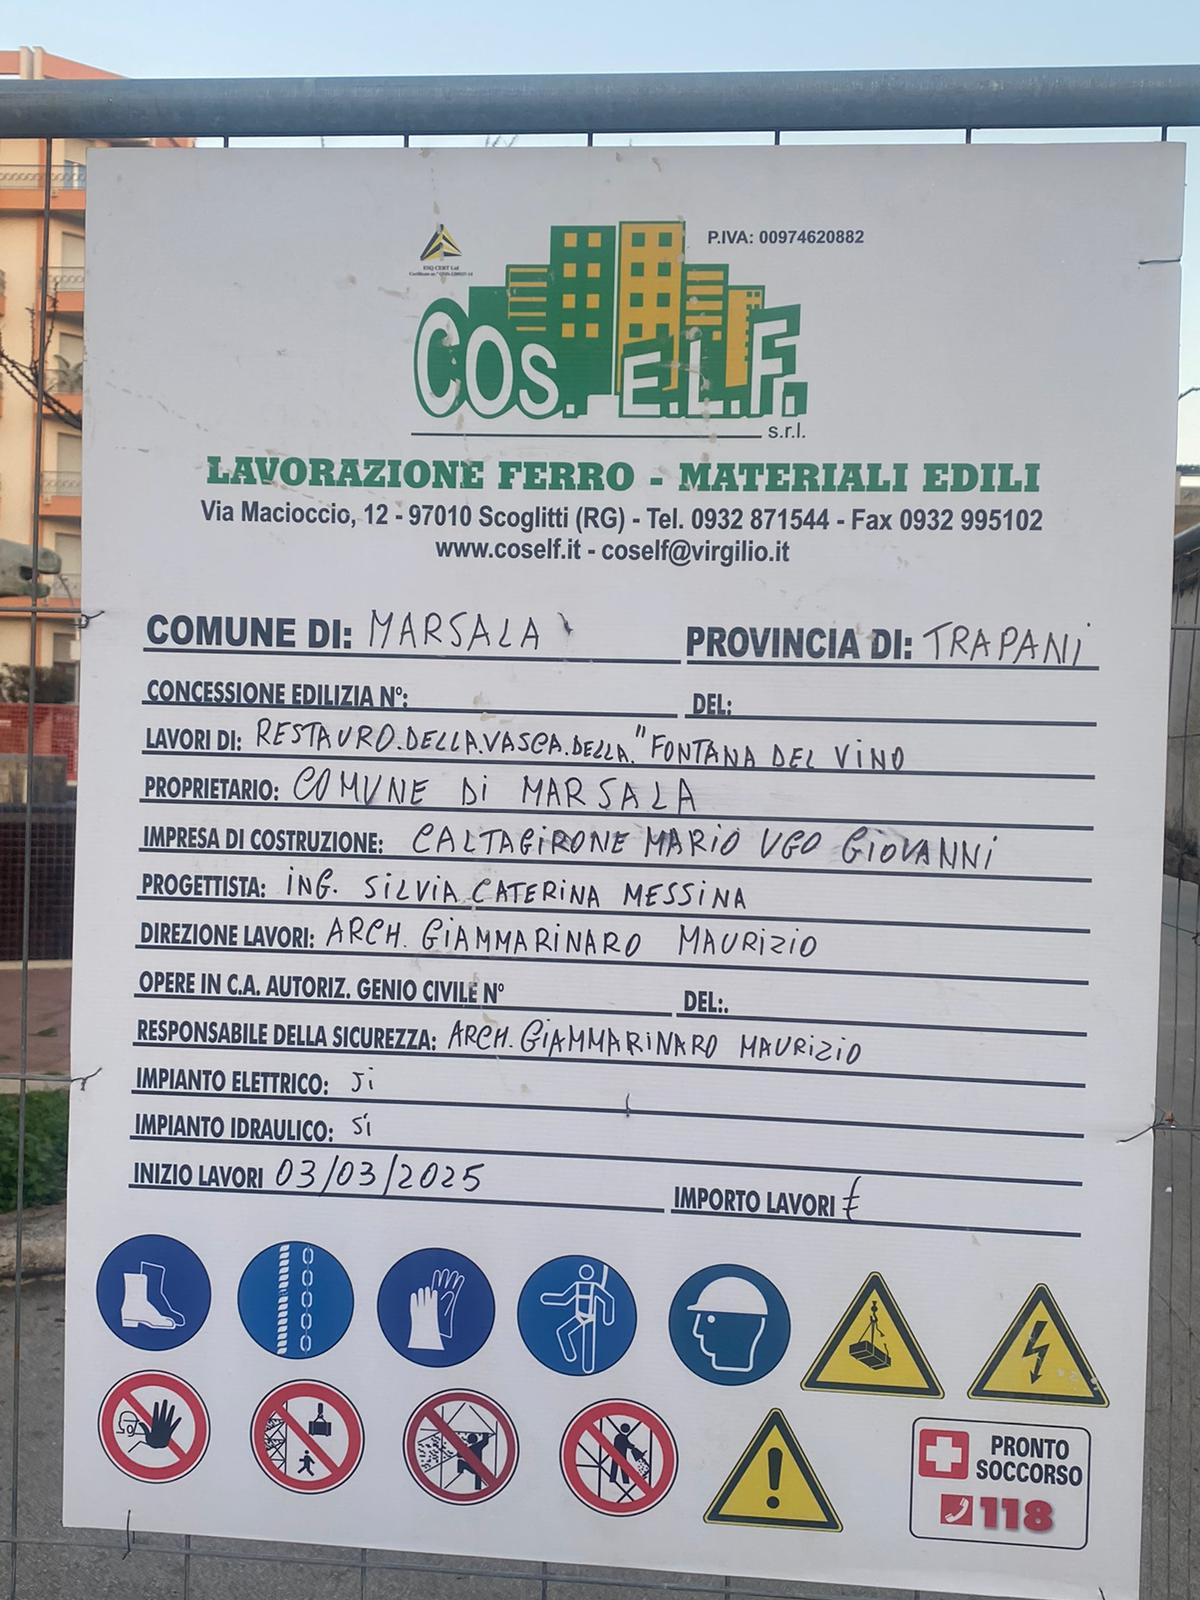 P.IVA: 00974620882
COS. E.L.F.
s.r.l.
LAVORAZIONE FERRO - MATERIALI EDILI
Via Macioccio, 12 - 97010 Scoglitti (RG) - Tel. 0932 871544 - Fax 0932 995102
www.coself.it - coself@virgilio.it
COMUNE DI: MARSALA PROVINCIA DI: TRAPANI
CONCESSIONE EDILIZIA N°: DEL:
LAVORI DI: RESTAURO.DELLA.VASCA.DELLA." FONTANA DEL VINO
PROPRIETARIO: COMUNE Di MARSALA
IMPRESA DI COSTRUZIONE: CALTAGIRONE MARIO UGO GIOVANNI
PROGETTISTA: ING. SILVIA CATERINA MESSINA
DIREZIONE LAVORI: ARCH. GIAMMARINARO MAURIZIO
OPERE IN C.A. AUTORIZ. GENIO CIVILE N° DEL:.
RESPONSABILE DELLA SICUREZZA: ARCH. GIAMMARINARO MAURIZIO
IMPIANTO ELETTRICO: Si
IMPIANTO IDRAULICO: Si
INIZIO LAVORI 03/03/2025 IMPORTO LAVORI €
PRONTO
SOCCORSO
118